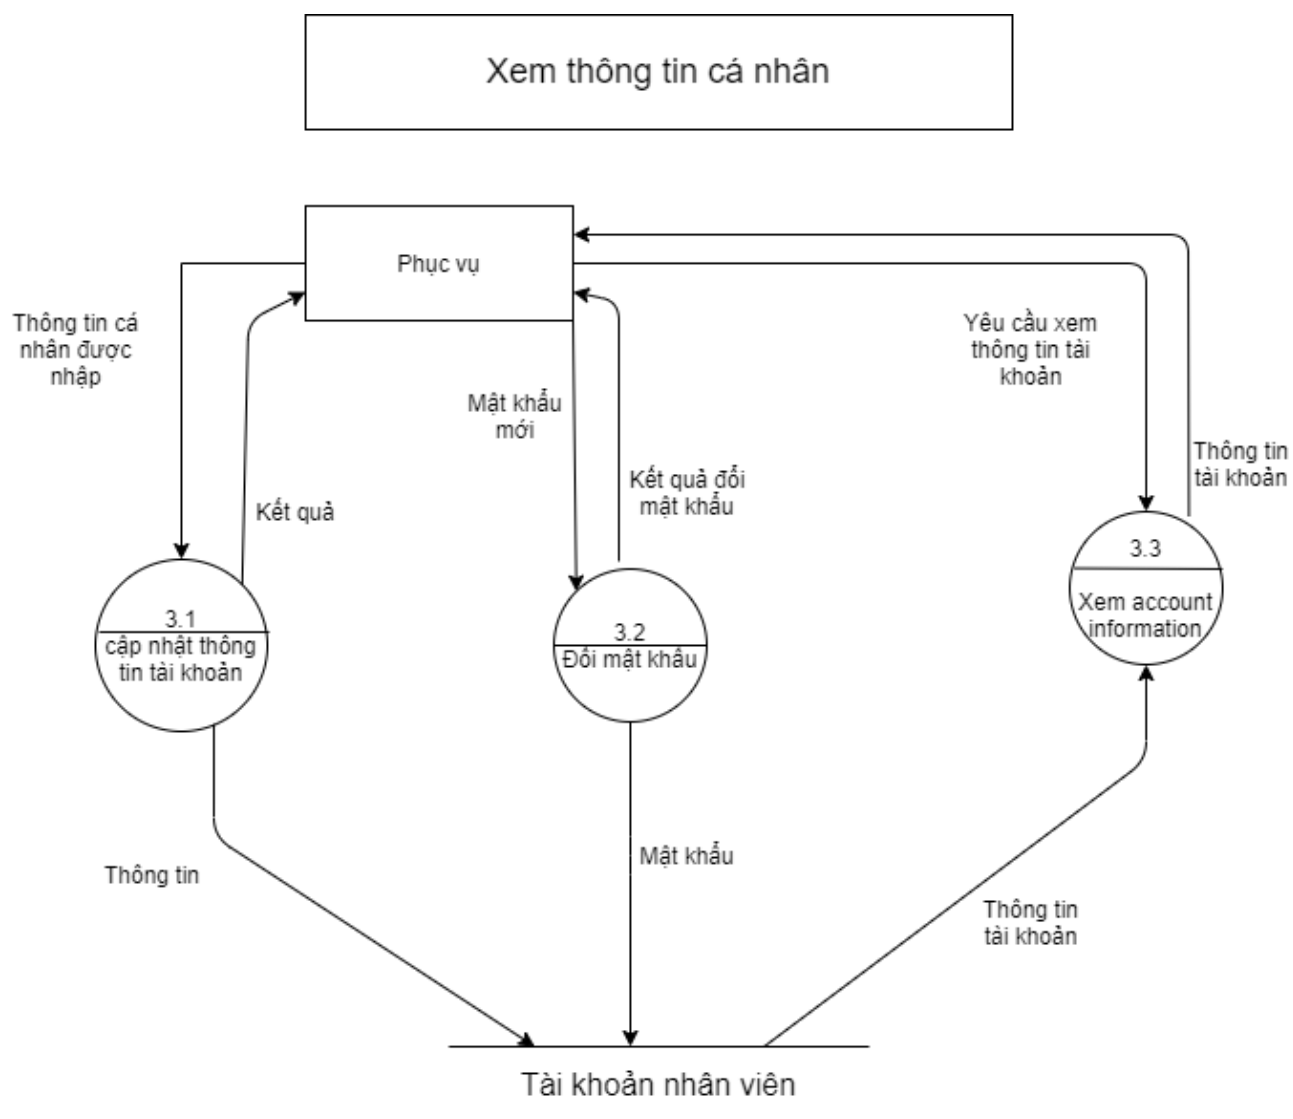 Xem thông tin cá nhân
Phục vụ
Thông tin cá
nhân được
nhập
Yêu cầu xem
thông tin tài
khoản
Mật khẩu
mới
Kết quả đổi
mật khẩu
Thông tin
tài khoản
Kết quả
3.1
cập nhật thông
tin tài khoản
3.2
Đổi mật khẩu
3.3
Xem account
information
Thông tin
Mật khẩu
Thông tin
tài khoản
Tài khoản nhân viên